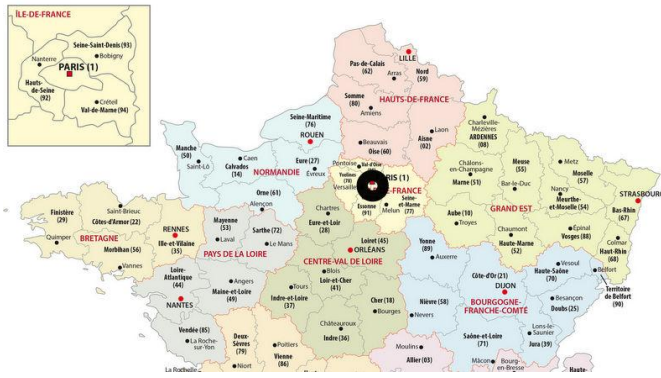 ÎLE-DE-FRANCE
Seine-Saint-Denis (93)
Nanterre
Bobigny
PARIS (1)
Hauts-
de-Seine
(92)
Créteil
Val-de-Marne (94)
LILLE
Pas-de-Calais
(62)
Nord
(59)
Arras
Somme
(80)
HAUTS-DE-FRANCE
Amiens
Seine-Maritime
(76)
ROUEN
Beauvais
Oise (60)
Aisne
(02)
Laon
Charleville-
Mézières
ARDENNES
(08)
Manche
(50)
Saint-Lô
Caen
Calvados
(14)
Eure (27)
Évreux
NORMANDIE
Orne (61)
Alençon
Pontoise
Val-d'Oise
Yvelines
(78)
Versailles
PARIS (1)
-FRANCE
Essonne
(91)
Melun
Seine-
et-Marne
(77)
Châlons-
en-Champagne
Marne (51)
Meuse
(55)
Bar-le-Duc
Metz
Moselle
(57)
Nancy
Meurthe-
et-Moselle (54)
STRASBOURG
Bas-Rhin
(67)
GRAND EST
Aube (10)
Troyes
Chaumont
Haute-Marne
(52)
Épinal
Vosges (88)
Colmar
Haut-Rhin
(68)
Finistère
(29)
Quimper
Saint-Brieuc
Côtes-d'Armor (22)
BRETAGNE
Morbihan (56)
Vannes
RENNES
Ille-et-Vilaine
(35)
Mayenne
(53)
Laval
Sarthe (72)
Le Mans
PAYS DE LA LOIRE
Chartres
Eure-et-Loir
(28)
Loiret (45)
ORLÉANS
CENTRE-VAL DE LOIRE
Blois
Loir-et-Cher
(41)
Yonne
(89)
Auxerre
Côte-d'Or (21)
DIJON
Haute-Saône
(70)
Vesoul
Belfort
Territoire
de Belfort
(90)
Loire-
Atlantique
(44)
NANTES
Angers
Maine-et-Loire
(49)
Tours
Indre-et-Loire
(37)
Cher (18)
Bourges
Nièvre (58)
Nevers
BOURGOGNE-
FRANCHE-COMTÉ
Besançon
Doubs (25)
Vendée (85)
La Roche-
sur-Yon
Deux-
Sèvres
(79)
Niort
Poitiers
Vienne
(86)
Châteauroux
Indre (36)
Moulins
Allier (03)
Saône-et-Loire
(71)
Mâcon
Lons-le-
Saunier
Jura (39)
Bourg-
en-Bresse
Haute-
La Rochelle